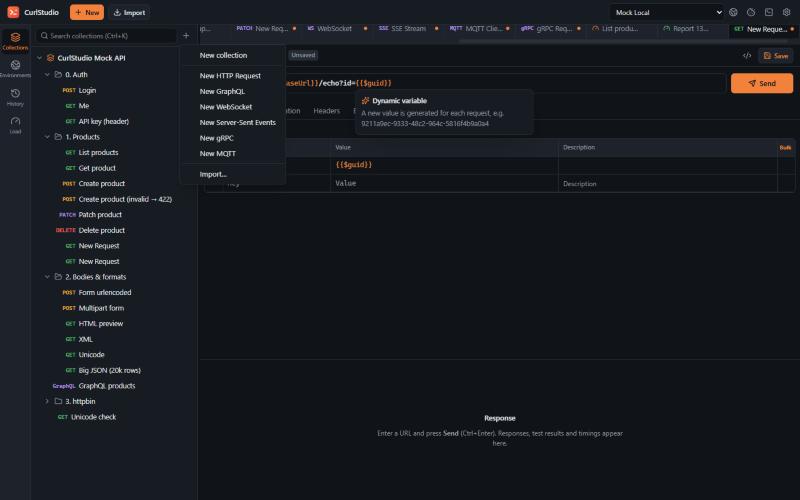 CurlStudio
New
Import
Mock Local
Collections
Environments
History
Load
Search collections (Ctrl+K)
CurlStudio Mock API
0. Auth
POST Login
GET Me
GET API key (header)
1. Products
GET List products
GET Get product
POST Create product
POST Create product (invalid → 422)
PATCH Patch product
DELETE Delete product
GET New Request
GET New Request
2. Bodies & formats
POST Form urlencoded
POST Multipart form
GET HTML preview
GET XML
GET Unicode
GET Big JSON (20k rows)
GraphQL GraphQL products
3. httpbin
GET Unicode check
New collection
New HTTP Request
New GraphQL
New WebSocket
New Server-Sent Events
New gRPC
New MQTT
Import...
PATCH New Req...
WS WebSocket
SSE SSE Stream
MQTT MQTT Clie...
gRPC gRPC Req...
List produ...
Report 13...
GET New Reque...
Unsaved
</> Save
aseUrl}}/echo?id={{$guid}}
Send
Dynamic variable
A new value is generated for each request, e.g.
9211a9ec-9333-48c2-964c-5816f4b9a0a4
Headers
Value Description Bulk
{{$guid}}
Key Value Description
Response
Enter a URL and press Send (Ctrl+Enter). Responses, test results and timings appear
here.